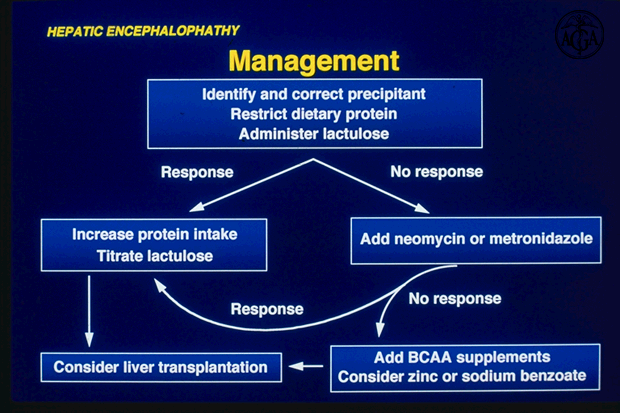 HEPATIC ENCEPHALOPATHY
AGA
Management
Identify and correct precipitant
Restrict dietary protein
Administer lactulose
Response
No response
Increase protein intake
Titrate lactulose
Add neomycin or metronidazole
Response
No response
Consider liver transplantation
Add BCAA supplements
Consider zinc or sodium benzoate